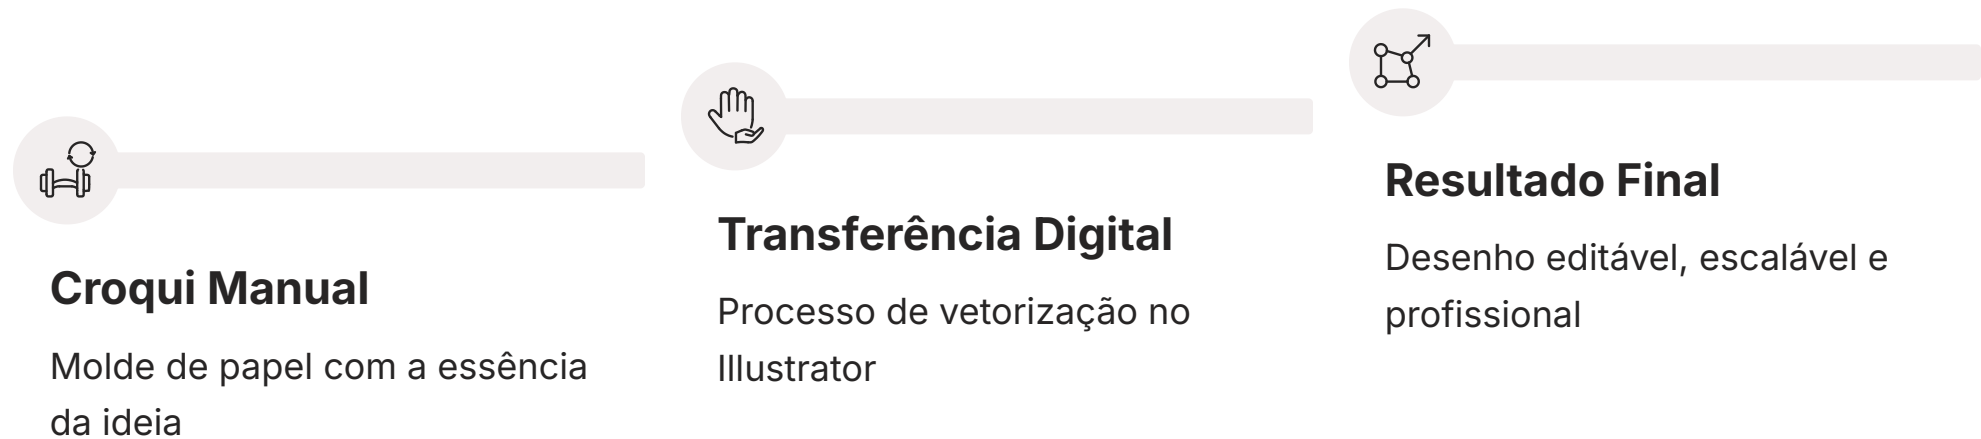 Croqui Manual
Molde de papel com a essência
da ideia
Transferência Digital
Processo de vetorização no
Illustrator
Resultado Final
Desenho editável, escalável e
profissional